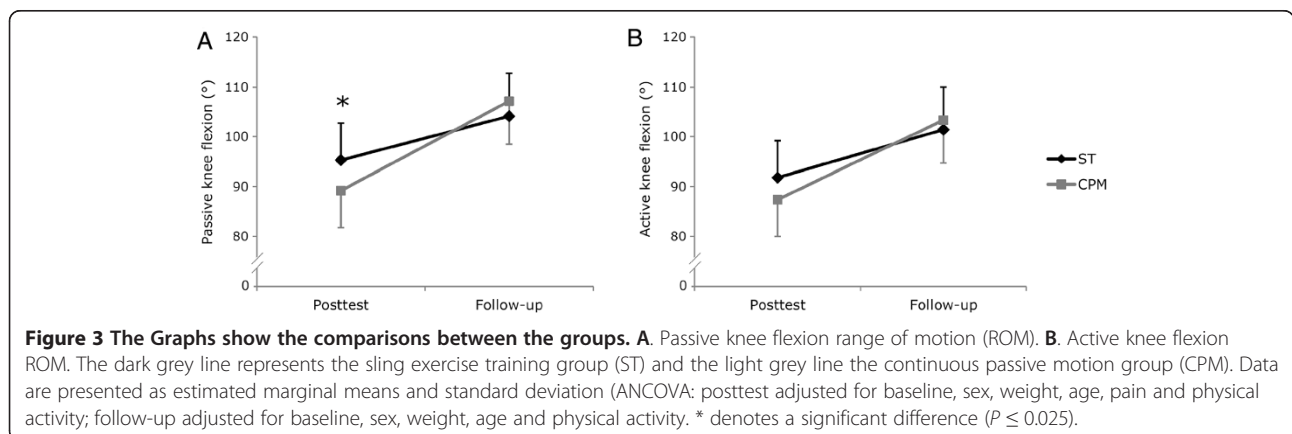 A
B
120
110
100
90
80
0
Passive knee flexion (°)
Posttest
Follow-up
*
120
110
100
90
80
0
Active knee flexion (°)
Posttest
Follow-up
ST
CPM
Figure 3 The Graphs show the comparisons between the groups. A. Passive knee flexion range of motion (ROM). B. Active knee flexion
ROM. The dark grey line represents the sling exercise training group (ST) and the light grey line the continuous passive motion group (CPM). Data
are presented as estimated marginal means and standard deviation (ANCOVA: posttest adjusted for baseline, sex, weight, age, pain and physical
activity; follow-up adjusted for baseline, sex, weight, age and physical activity. * denotes a significant difference (P ≤ 0.025).